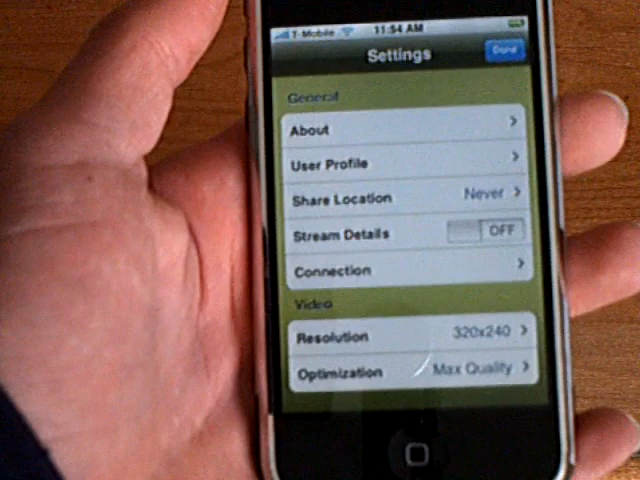 T-Mobile 11:54 AM
Settings Done
General
About
User Profile
Share Location Never
Stream Details OFF
Connection
Video
Resolution 320x240
Optimization Max Quality